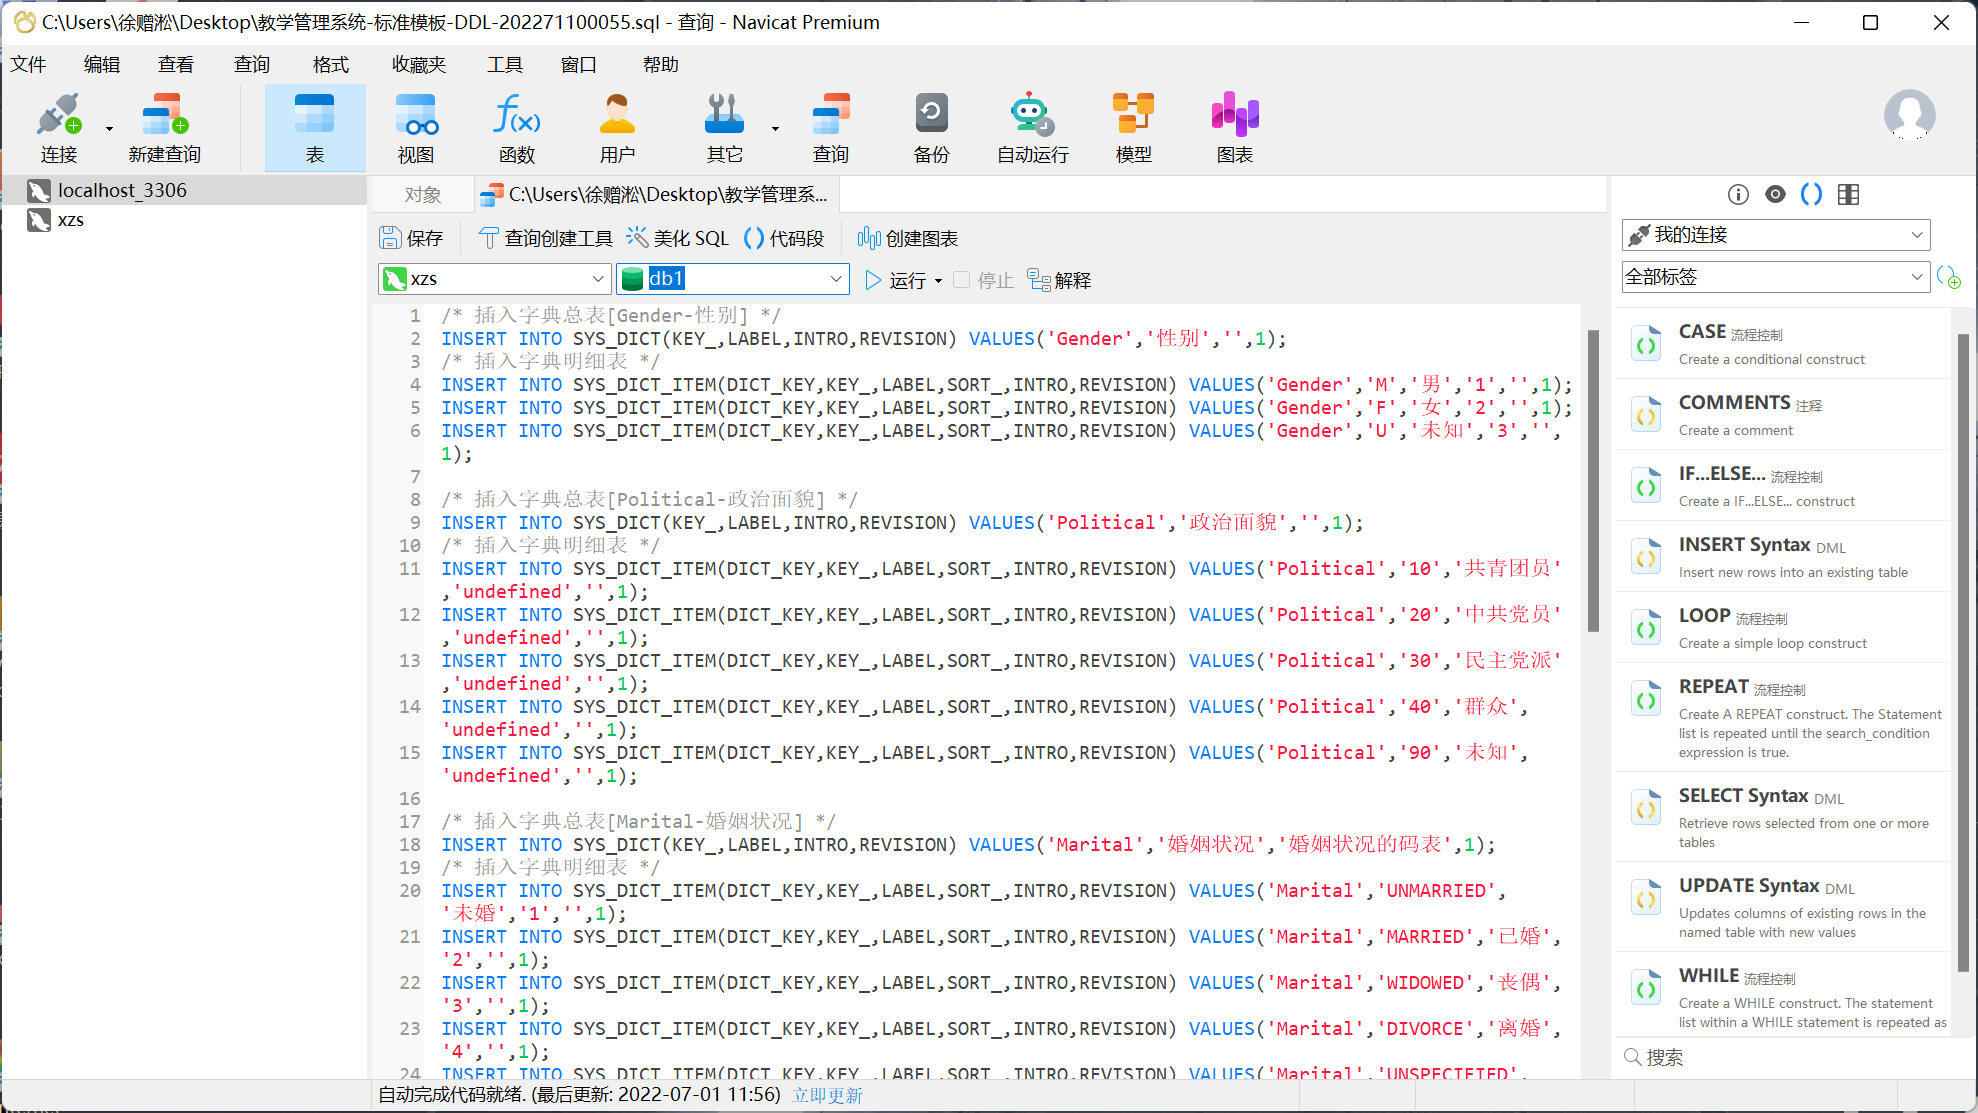 C:\Users\徐赠淞\Desktop\教学管理系统-标准模板-DDL-202271100055.sql - 查询 - Navicat Premium
文件 编辑 查看 查询 格式 收藏夹 工具 窗口 帮助
连接 新建查询 表 视图 函数 用户 其它 查询 备份 自动运行 模型 图表
localhost_3306
xzs
对象 C:\Users\徐赠淞\Desktop\教学管理系...
保存 查询创建工具 美化 SQL 代码段 创建图表
xzs db1 运行 停止 解释
1 /* 插入字典总表[Gender-性别] */
2 INSERT INTO SYS_DICT(KEY_,LABEL,INTRO,REVISION) VALUES('Gender','性别','',1);
3 /* 插入字典明细表 */
4 INSERT INTO SYS_DICT_ITEM(DICT_KEY,KEY_,LABEL,SORT_,INTRO,REVISION) VALUES('Gender','M','男','1','',1);
5 INSERT INTO SYS_DICT_ITEM(DICT_KEY,KEY_,LABEL,SORT_,INTRO,REVISION) VALUES('Gender','F','女','2','',1);
6 INSERT INTO SYS_DICT_ITEM(DICT_KEY,KEY_,LABEL,SORT_,INTRO,REVISION) VALUES('Gender','U','未知','3','',
1);
7
8 /* 插入字典总表[Political-政治面貌] */
9 INSERT INTO SYS_DICT(KEY_,LABEL,INTRO,REVISION) VALUES('Political','政治面貌','',1);
10 /* 插入字典明细表 */
11 INSERT INTO SYS_DICT_ITEM(DICT_KEY,KEY_,LABEL,SORT_,INTRO,REVISION) VALUES('Political','10','共青团员'
,'undefined','',1);
12 INSERT INTO SYS_DICT_ITEM(DICT_KEY,KEY_,LABEL,SORT_,INTRO,REVISION) VALUES('Political','20','中共党员'
,'undefined','',1);
13 INSERT INTO SYS_DICT_ITEM(DICT_KEY,KEY_,LABEL,SORT_,INTRO,REVISION) VALUES('Political','30','民主党派'
,'undefined','',1);
14 INSERT INTO SYS_DICT_ITEM(DICT_KEY,KEY_,LABEL,SORT_,INTRO,REVISION) VALUES('Political','40','群众',
'undefined','',1);
15 INSERT INTO SYS_DICT_ITEM(DICT_KEY,KEY_,LABEL,SORT_,INTRO,REVISION) VALUES('Political','90','未知',
'undefined','',1);
16
17 /* 插入字典总表[Marital-婚姻状况] */
18 INSERT INTO SYS_DICT(KEY_,LABEL,INTRO,REVISION) VALUES('Marital','婚姻状况','婚姻状况的码表',1);
19 /* 插入字典明细表 */
20 INSERT INTO SYS_DICT_ITEM(DICT_KEY,KEY_,LABEL,SORT_,INTRO,REVISION) VALUES('Marital','UNMARRIED',
'未婚','1','',1);
21 INSERT INTO SYS_DICT_ITEM(DICT_KEY,KEY_,LABEL,SORT_,INTRO,REVISION) VALUES('Marital','MARRIED','已婚',
'2','',1);
22 INSERT INTO SYS_DICT_ITEM(DICT_KEY,KEY_,LABEL,SORT_,INTRO,REVISION) VALUES('Marital','WIDOWED','丧偶',
'3','',1);
23 INSERT INTO SYS_DICT_ITEM(DICT_KEY,KEY_,LABEL,SORT_,INTRO,REVISION) VALUES('Marital','DIVORCE','离婚',
'4','',1);
24 INSERT INTO SYS_DICT_ITEM(DICT_KEY,KEY_,LABEL,SORT_,INTRO,REVISION) VALUES('Marital','UNSPECIFIED',
自动完成代码就绪. (最后更新: 2022-07-01 11:56) 立即更新
我的连接
全部标签
CASE 流程控制
Create a conditional construct
COMMENTS 注释
Create a comment
IF...ELSE... 流程控制
Create a IF...ELSE... construct
INSERT Syntax DML
Insert new rows into an existing table
LOOP 流程控制
Create a simple loop construct
REPEAT 流程控制
Create A REPEAT construct. The Statement
list is repeated until the search_condition
expression is true.
SELECT Syntax DML
Retrieve rows selected from one or more
tables
UPDATE Syntax DML
Updates columns of existing rows in the
named table with new values
WHILE 流程控制
Create a WHILE construct. The statement
list within a WHILE statement is repeated as
搜索